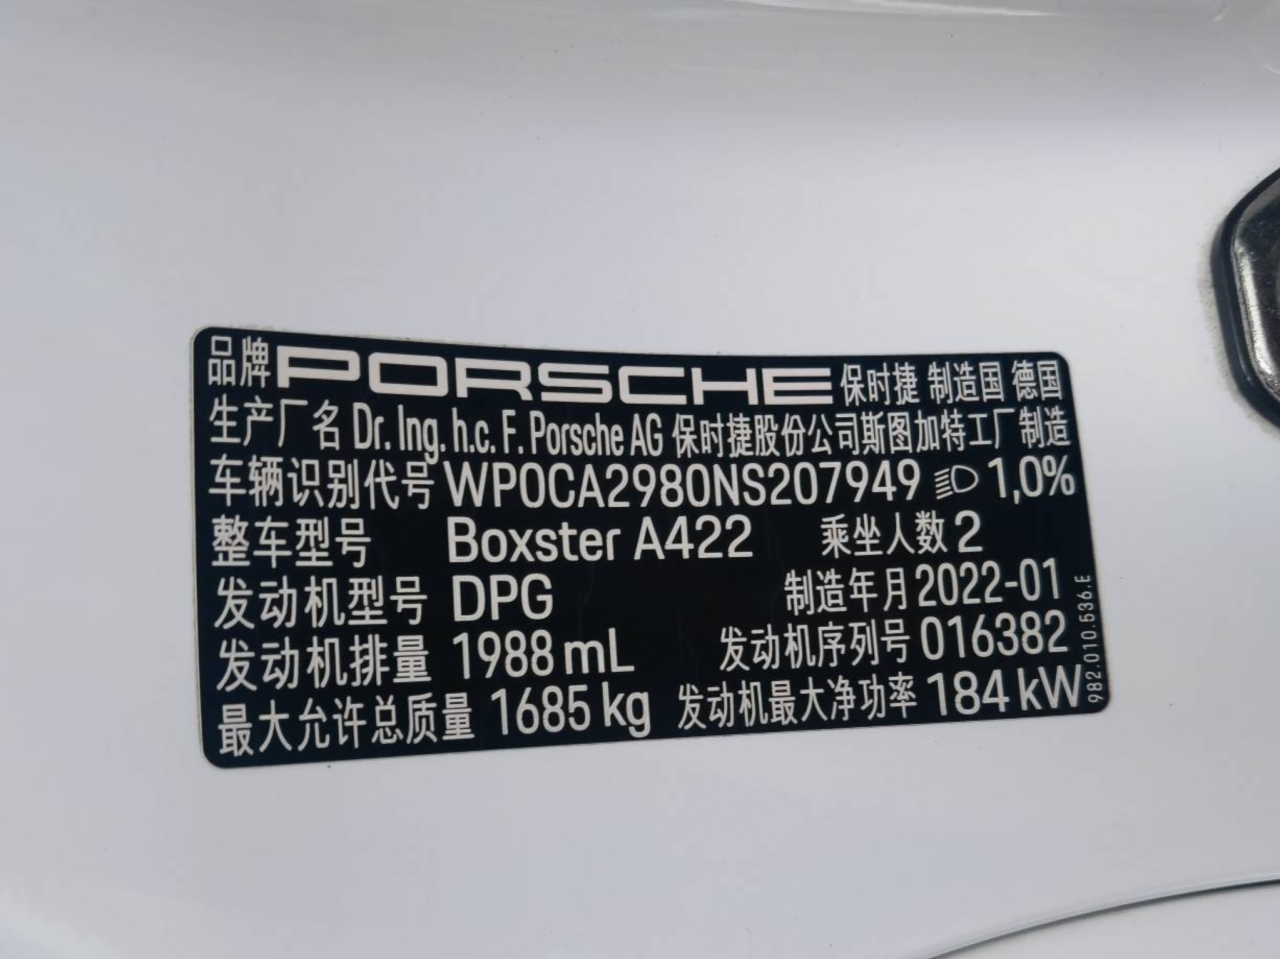 品牌 PORSCHE 保时捷 制造国 德国
生产厂名 Dr. Ing. h.c. F. Porsche AG 保时捷股份公司斯图加特工厂 制造
车辆识别代号 WP0CA2980NS207949 1,0%
整车型号 Boxster A422 乘坐人数 2
发动机型号 DPG 制造年月 2022-01
发动机排量 1988 mL 发动机序列号 016382
最大允许总质量 1685 kg 发动机最大净功率 184 kW
982.010.536.E